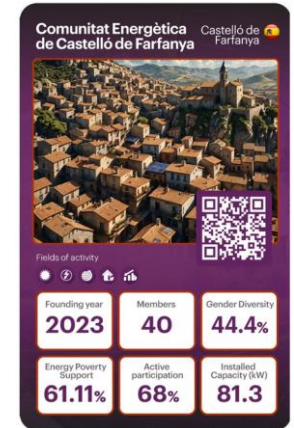 Comunitat Energètica
de Castelló de Farfanya
Castelló de
Farfanya
Fields of activity
Founding year
2023
Members
40
Gender Diversity
44.4%
Energy Poverty
Support
61.11%
Active
participation
68%
Installed
Capacity (kW)
81.3